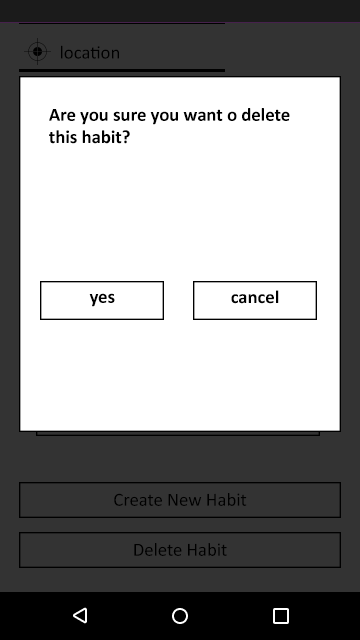 location
Are you sure you want o delete
this habit?
yes
cancel
Create New Habit
Delete Habit